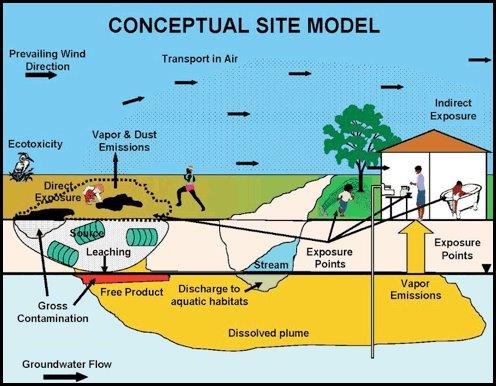 CONCEPTUAL SITE MODEL
Prevailing Wind
Direction
Transport in Air
Indirect
Exposure
Ecotoxicity
Vapor & Dust
Emissions
Direct
Exposure
Source
Leaching
Stream
Exposure
Points
Exposure
Points
Gross
Contamination
Free Product
Discharge to
aquatic habitats
Vapor
Emissions
Dissolved plume
Groundwater Flow